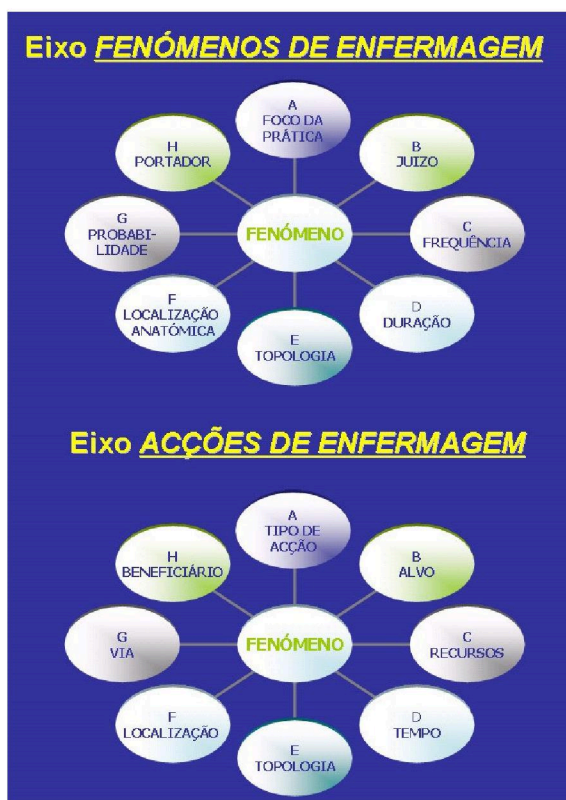 Eixo FENÓMENOS DE ENFERMAGEM
A
FOCO DA
PRÁTICA
H
PORTADOR
B
JUIZO
G
PROBABI-
LIDADE
FENÓMENO
C
FREQUÊNCIA
F
LOCALIZAÇÃO
ANATÓMICA
D
DURAÇÃO
E
TOPOLOGIA
Eixo ACÇÕES DE ENFERMAGEM
A
TIPO DE
ACÇÃO
H
BENEFICIÁRIO
B
ALVO
G
VIA
FENÓMENO
C
RECURSOS
F
LOCALIZAÇÃO
D
TEMPO
E
TOPOLOGIA